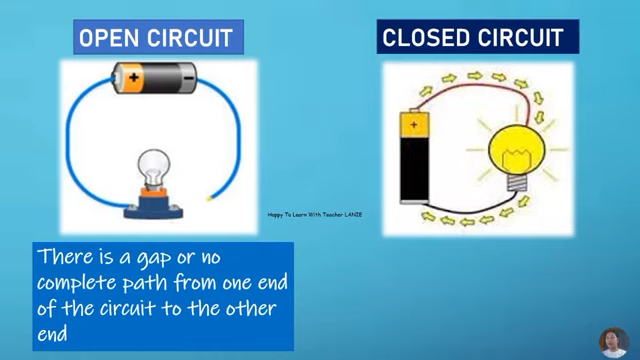 OPEN CIRCUIT
CLOSED CIRCUIT
+
-
+
Happy To Learn With Teacher LANIE
There is a gap or no
complete path from one end
of the circuit to the other
end